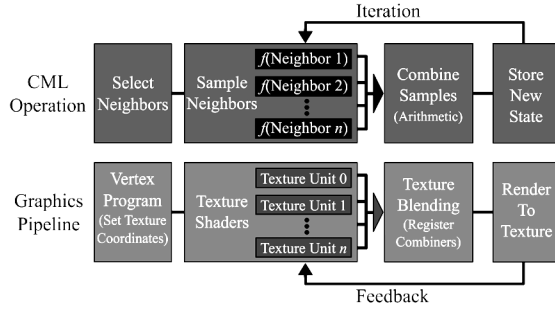 Iteration
CML
Operation
Select
Neighbors
Sample
Neighbors
f(Neighbor 1)
f(Neighbor 2)
f(Neighbor n)
Combine
Samples
(Arithmetic)
Store
New
State
Graphics
Pipeline
Vertex
Program
(Set Texture
Coordinates)
Texture
Shaders
Texture Unit 0
Texture Unit 1
Texture Unit n
Texture
Blending
(Register
Combiners)
Render
To
Texture
Feedback